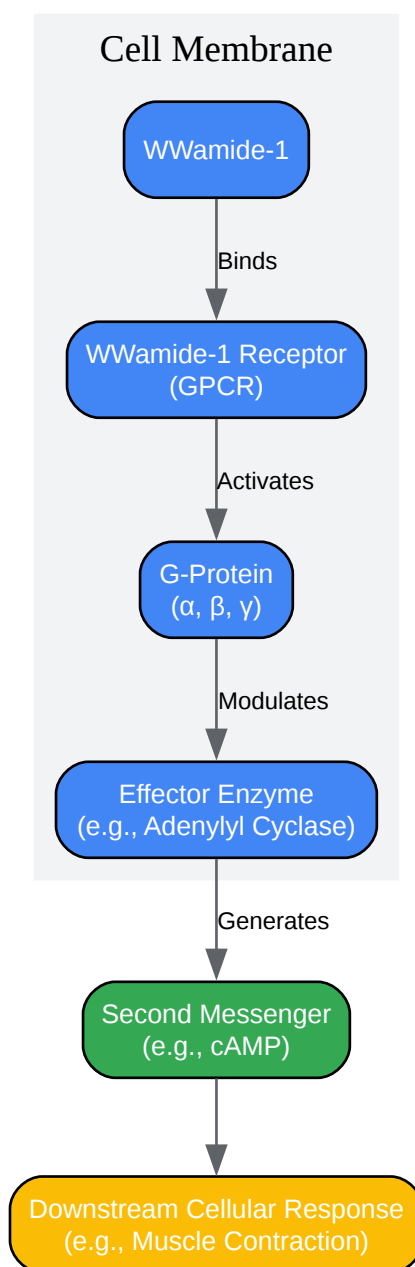 Cell Membrane
WWamide-1
Binds
WWamide-1 Receptor
(GPCR)
Activates
G-Protein
(α, β, γ)
Modulates
Effector Enzyme
(e.g., Adenylyl Cyclase)
Generates
Second Messenger
(e.g., cAMP)
Downstream Cellular Response
(e.g., Muscle Contraction)